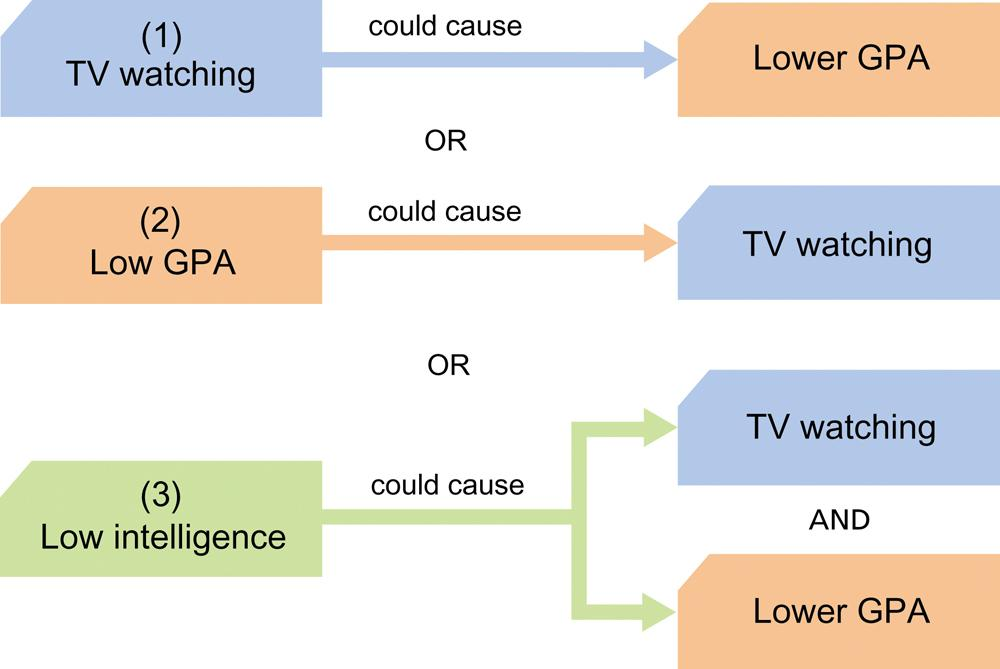 (1)
TV watching
could cause
Lower GPA
OR
(2)
Low GPA
could cause
TV watching
OR
(3)
Low intelligence
could cause
TV watching
AND
Lower GPA